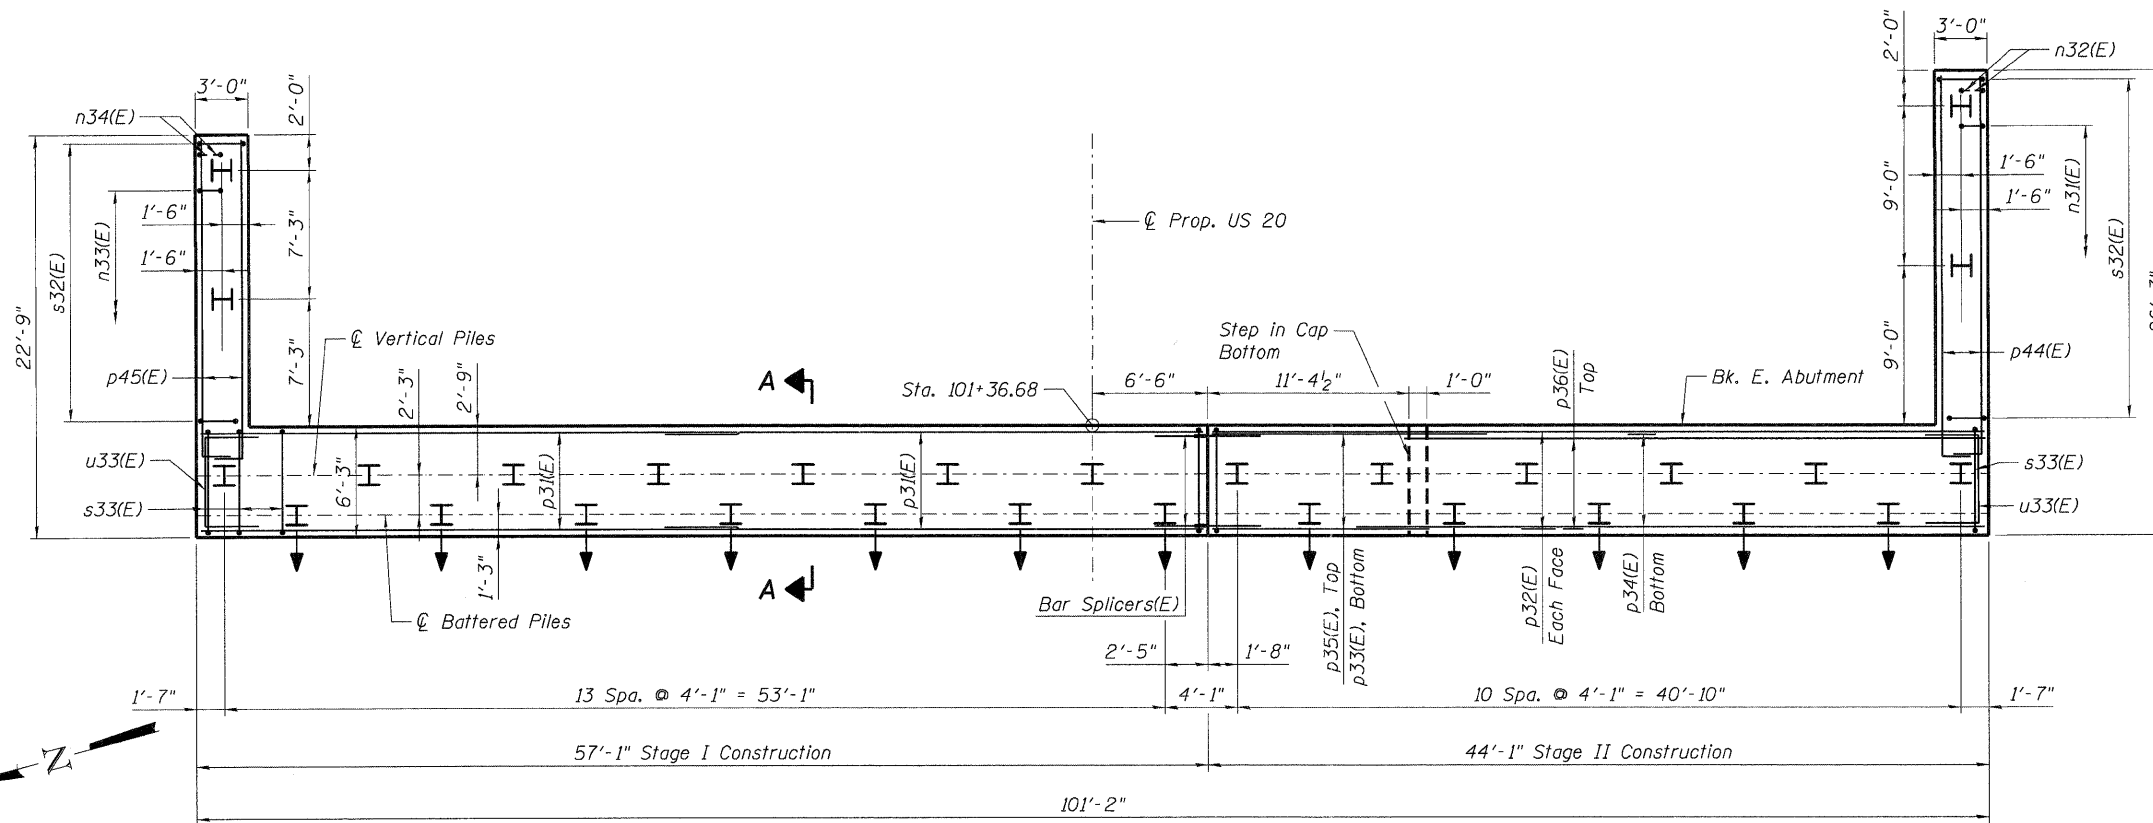 3'-0"
2'-0"
n34(E)
s32(E)
n33(E)
1'-6"
1'-6"
7'-3"
7'-3"
22'-9"
p45(E)
u33(E)
s33(E)
℄ Vertical Piles
2'-3"
2'-9"
6'-3"
p31(E)
1'-3"
℄ Battered Piles
A
A
p31(E)
℄ Prop. US 20
Sta. 101+36.68
6'-6"
11'-4½"
1'-0"
Step in Cap
Bottom
p36(E)
Top
Bk. E. Abutment
2'-0"
3'-0"
n32(E)
9'-0"
9'-0"
1'-6"
1'-6"
n31(E)
s32(E)
p44(E)
s33(E)
u33(E)
Bar Splicers(E)
p35(E), Top
p33(E), Bottom
p32(E)
Each Face
p34(E)
Bottom
2'-5"
1'-8"
1'-7"
13 Spa. @ 4'-1" = 53'-1"
4'-1"
10 Spa. @ 4'-1" = 40'-10"
1'-7"
Z
57'-1" Stage I Construction
44'-1" Stage II Construction
101'-2"